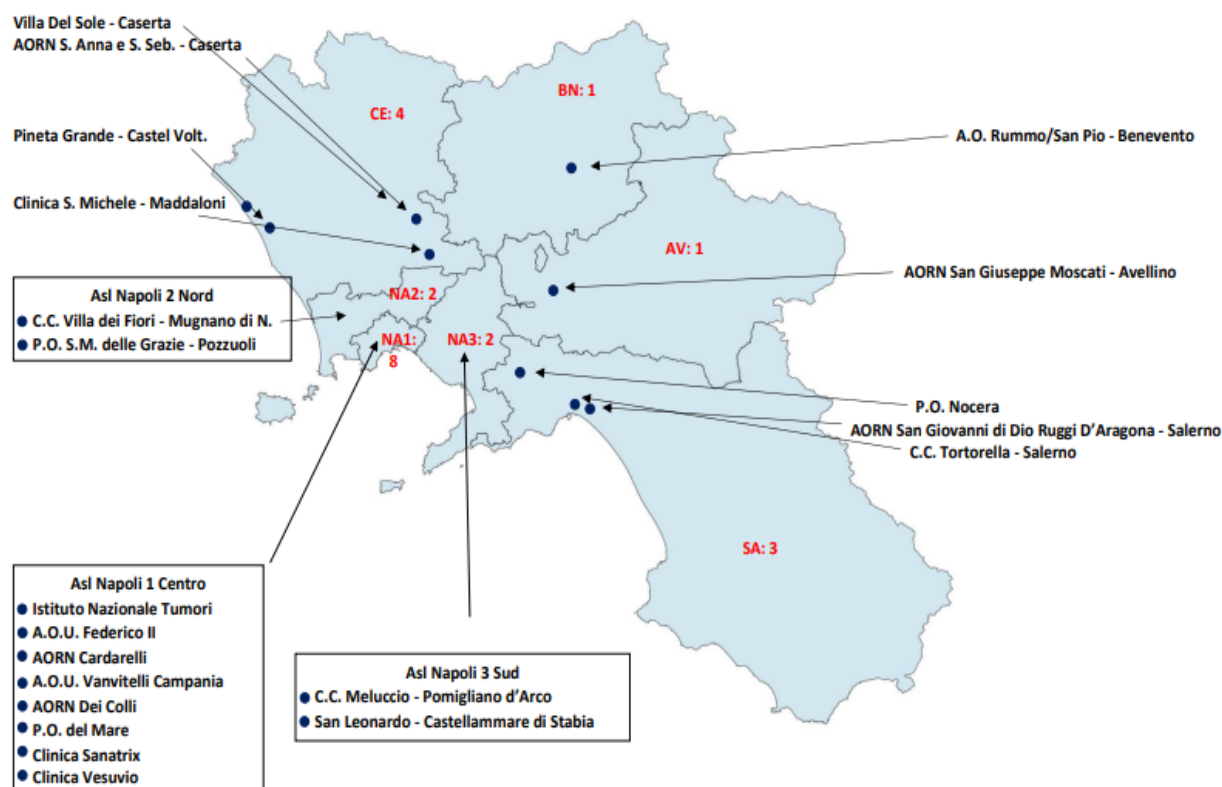 Villa Del Sole - Caserta
AORN S. Anna e S. Seb. - Caserta
BN: 1
CE: 4
Pineta Grande - Castel Volt.
A.O. Rummo/San Pio - Benevento
Clinica S. Michele - Maddaloni
AV: 1
AORN San Giuseppe Moscati - Avellino
Asl Napoli 2 Nord
C.C. Villa dei Fiori - Mugnano di N.
P.O. S.M. delle Grazie - Pozzuoli
NA2: 2
NA1:
8
NA3: 2
P.O. Nocera
AORN San Giovanni di Dio Ruggi D'Aragona - Salerno
C.C. Tortorella - Salerno
SA: 3
Asl Napoli 1 Centro
Istituto Nazionale Tumori
A.O.U. Federico II
AORN Cardarelli
A.O.U. Vanvitelli Campania
AORN Dei Colli
P.O. del Mare
Clinica Sanatrix
Clinica Vesuvio
Asl Napoli 3 Sud
C.C. Meluccio - Pomigliano d'Arco
San Leonardo - Castellammare di Stabia